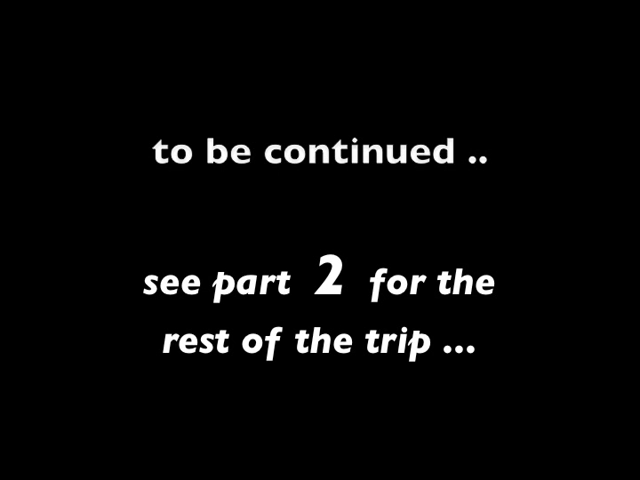 to be continued ..
see part 2 for the
rest of the trip ...